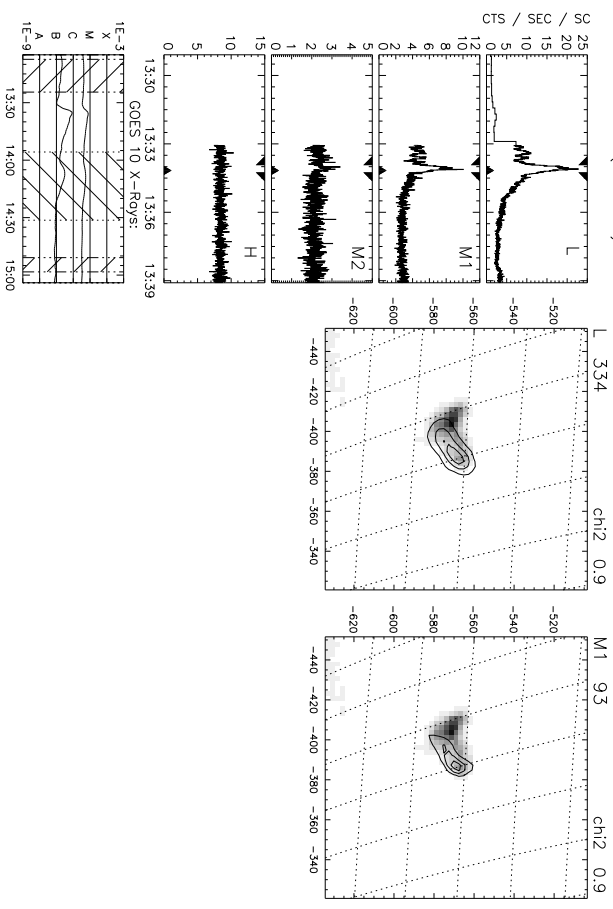 CTS / SEC / SC
0 5 10 15 20 25
L
0 2 4 6 8 10 12
M1
0 1 2 3 4 5
M2
0 5 10 15
H
13:30 13:33 13:36 13:39
GOES 10 X-Rays:
1E-3
X
M
C
B
A
1E-9
13:30 14:00 14:30 15:00
L 334 chi2 0.9
-520
-540
-560
-580
-600
-620
-440 -420 -400 -380 -360 -340
M1 93 chi2 0.9
-520
-540
-560
-580
-600
-620
-440 -420 -400 -380 -360 -340